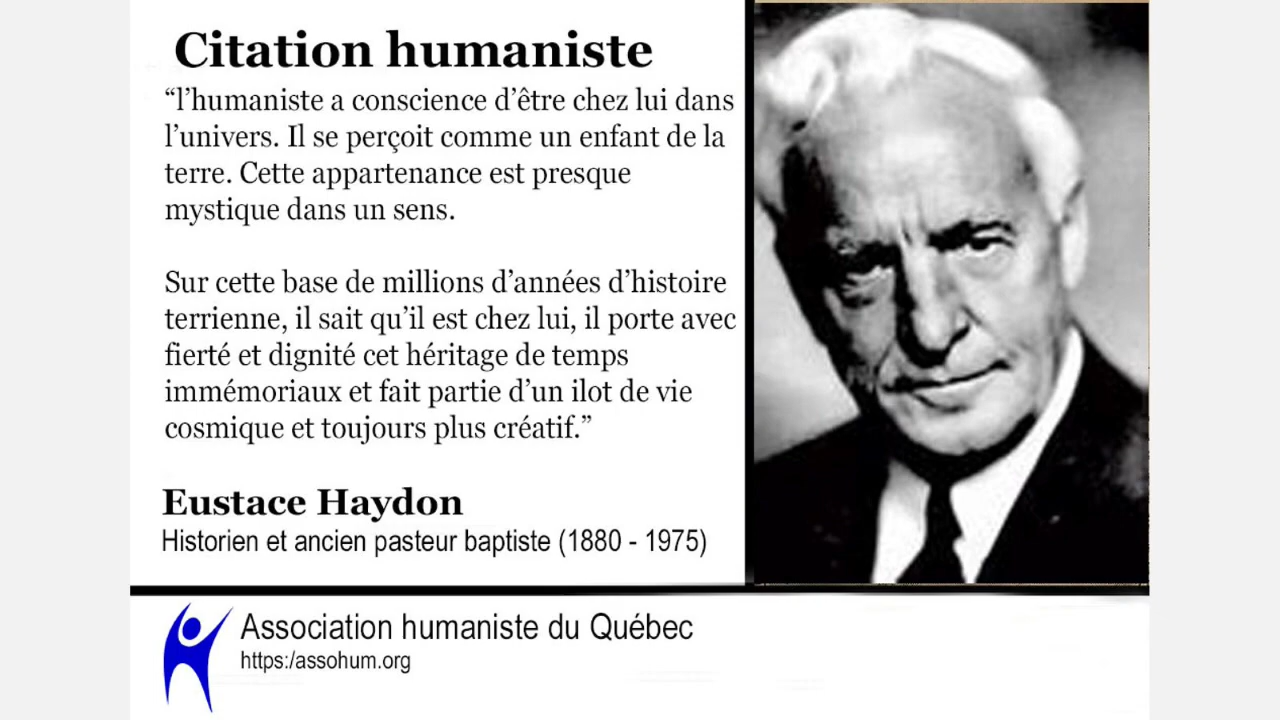 Citation humaniste
“l’humaniste a conscience d’être chez lui dans
l’univers. Il se perçoit comme un enfant de la
terre. Cette appartenance est presque
mystique dans un sens.
Sur cette base de millions d’années d’histoire
terrienne, il sait qu’il est chez lui, il porte avec
fierté et dignité cet héritage de temps
immémoriaux et fait partie d’un ilot de vie
cosmique et toujours plus créatif.”
Eustace Haydon
Historien et ancien pasteur baptiste (1880 - 1975)
Association humaniste du Québec
https:/assohum.org